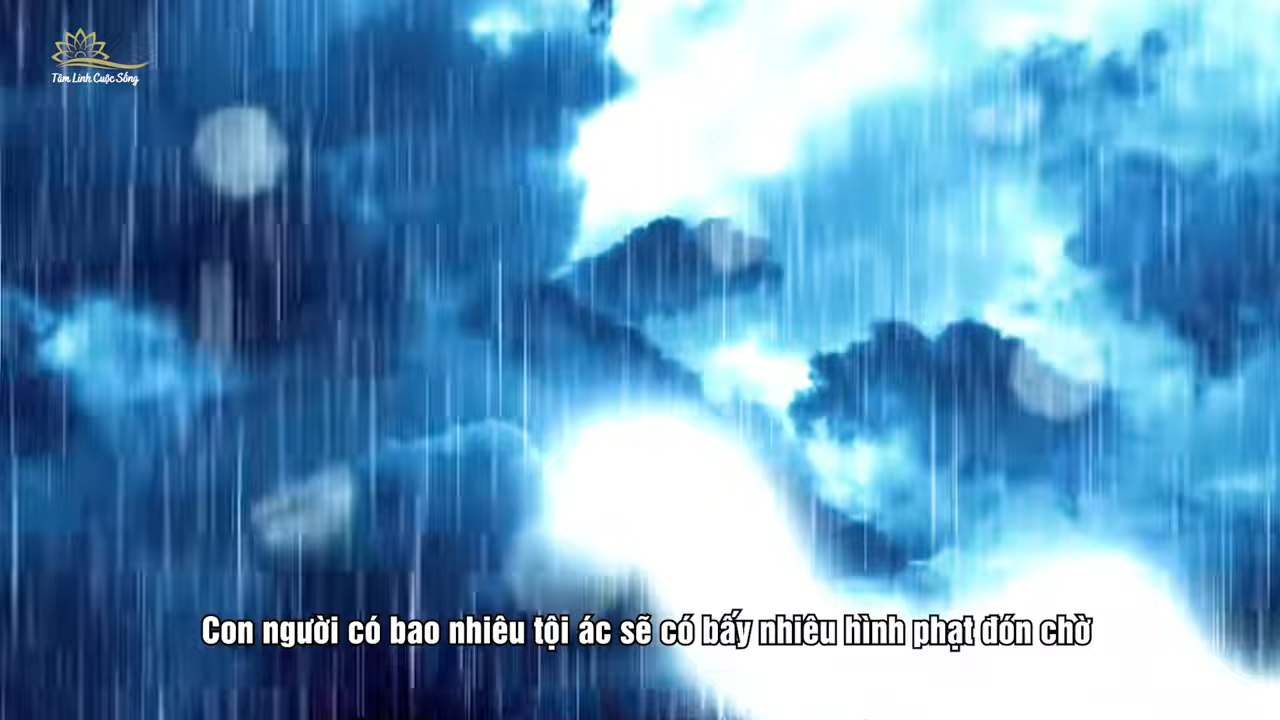 Tâm Linh Cuộc Sống
Con người có bao nhiêu tội ác sẽ có bấy nhiêu hình phạt đón chờ